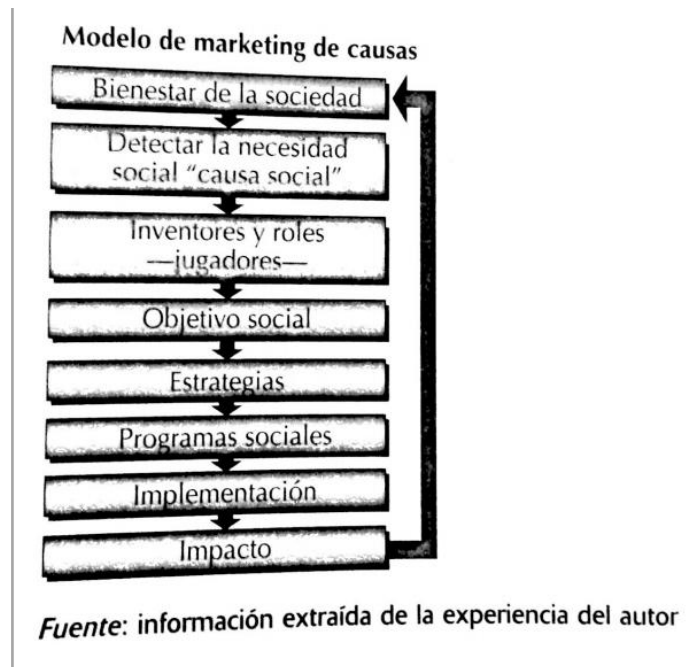 Modelo de marketing de causas
Bienestar de la sociedad
Detectar la necesidad
social “causa social”
Inventores y roles
—jugadores—
Objetivo social
Estrategias
Programas sociales
Implementación
Impacto
Fuente: información extraída de la experiencia del autor